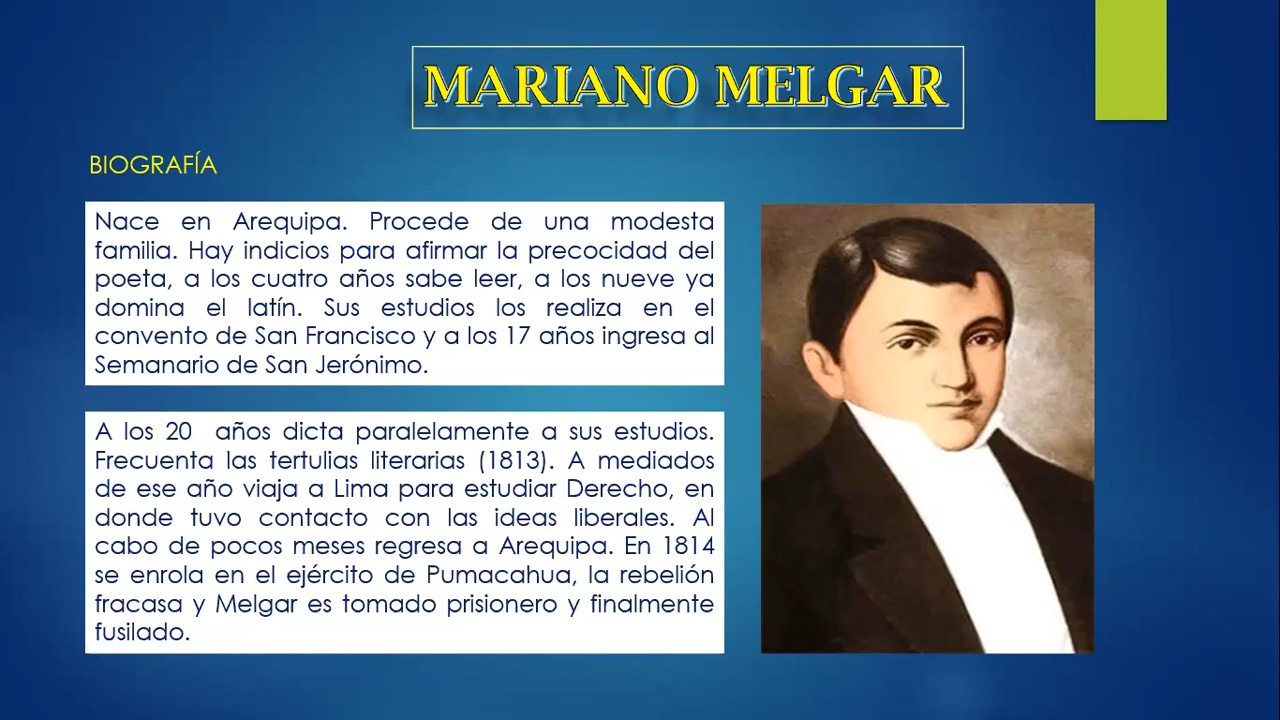 MARIANO MELGAR
BIOGRAFÍA
Nace en Arequipa. Procede de una modesta
familia. Hay indicios para afirmar la precocidad del
poeta, a los cuatro años sabe leer, a los nueve ya
domina el latín. Sus estudios los realiza en el
convento de San Francisco y a los 17 años ingresa al
Semanario de San Jerónimo.
A los 20 años dicta paralelamente a sus estudios.
Frecuenta las tertulias literarias (1813). A mediados
de ese año viaja a Lima para estudiar Derecho, en
donde tuvo contacto con las ideas liberales. Al
cabo de pocos meses regresa a Arequipa. En 1814
se enrola en el ejército de Pumacahua, la rebelión
fracasa y Melgar es tomado prisionero y finalmente
fusilado.